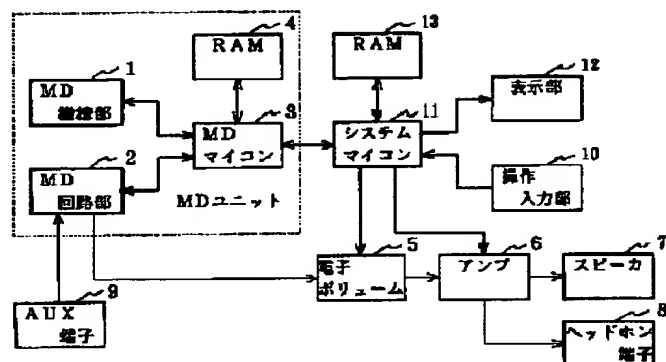 4
RAM
13
RAM
1
MD
機構部
12
表示部
3
MD
マイコン
11
システム
マイコン
2
MD
回路部
10
操作
入力部
MDユニット
5
電子
ボリューム
6
アンプ
7
スピーカ
9
AUX
端子
8
ヘッドホン
端子